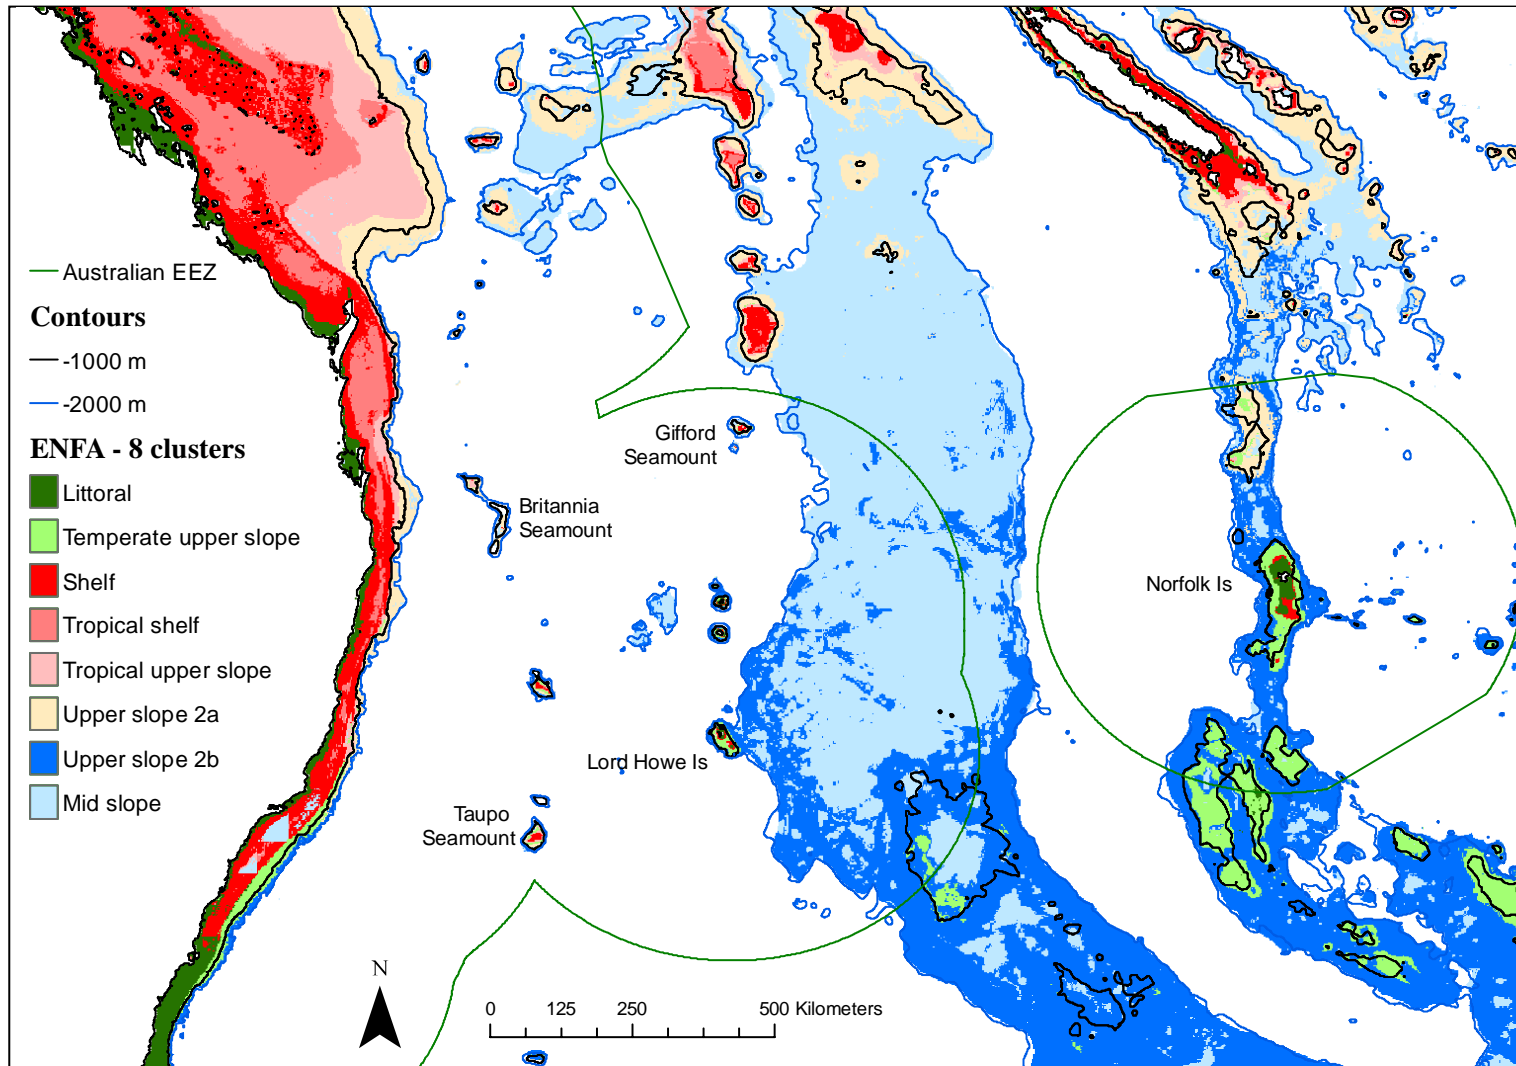 Australian EEZ
Contours
-1000 m
-2000 m
ENFA - 8 clusters
Littoral
Temperate upper slope
Shelf
Tropical shelf
Tropical upper slope
Upper slope 2a
Upper slope 2b
Mid slope
Gifford
Seamount
Britannia
Seamount
Norfolk Is
Lord Howe Is
Taupo
Seamount
N
0 125 250 500 Kilometers